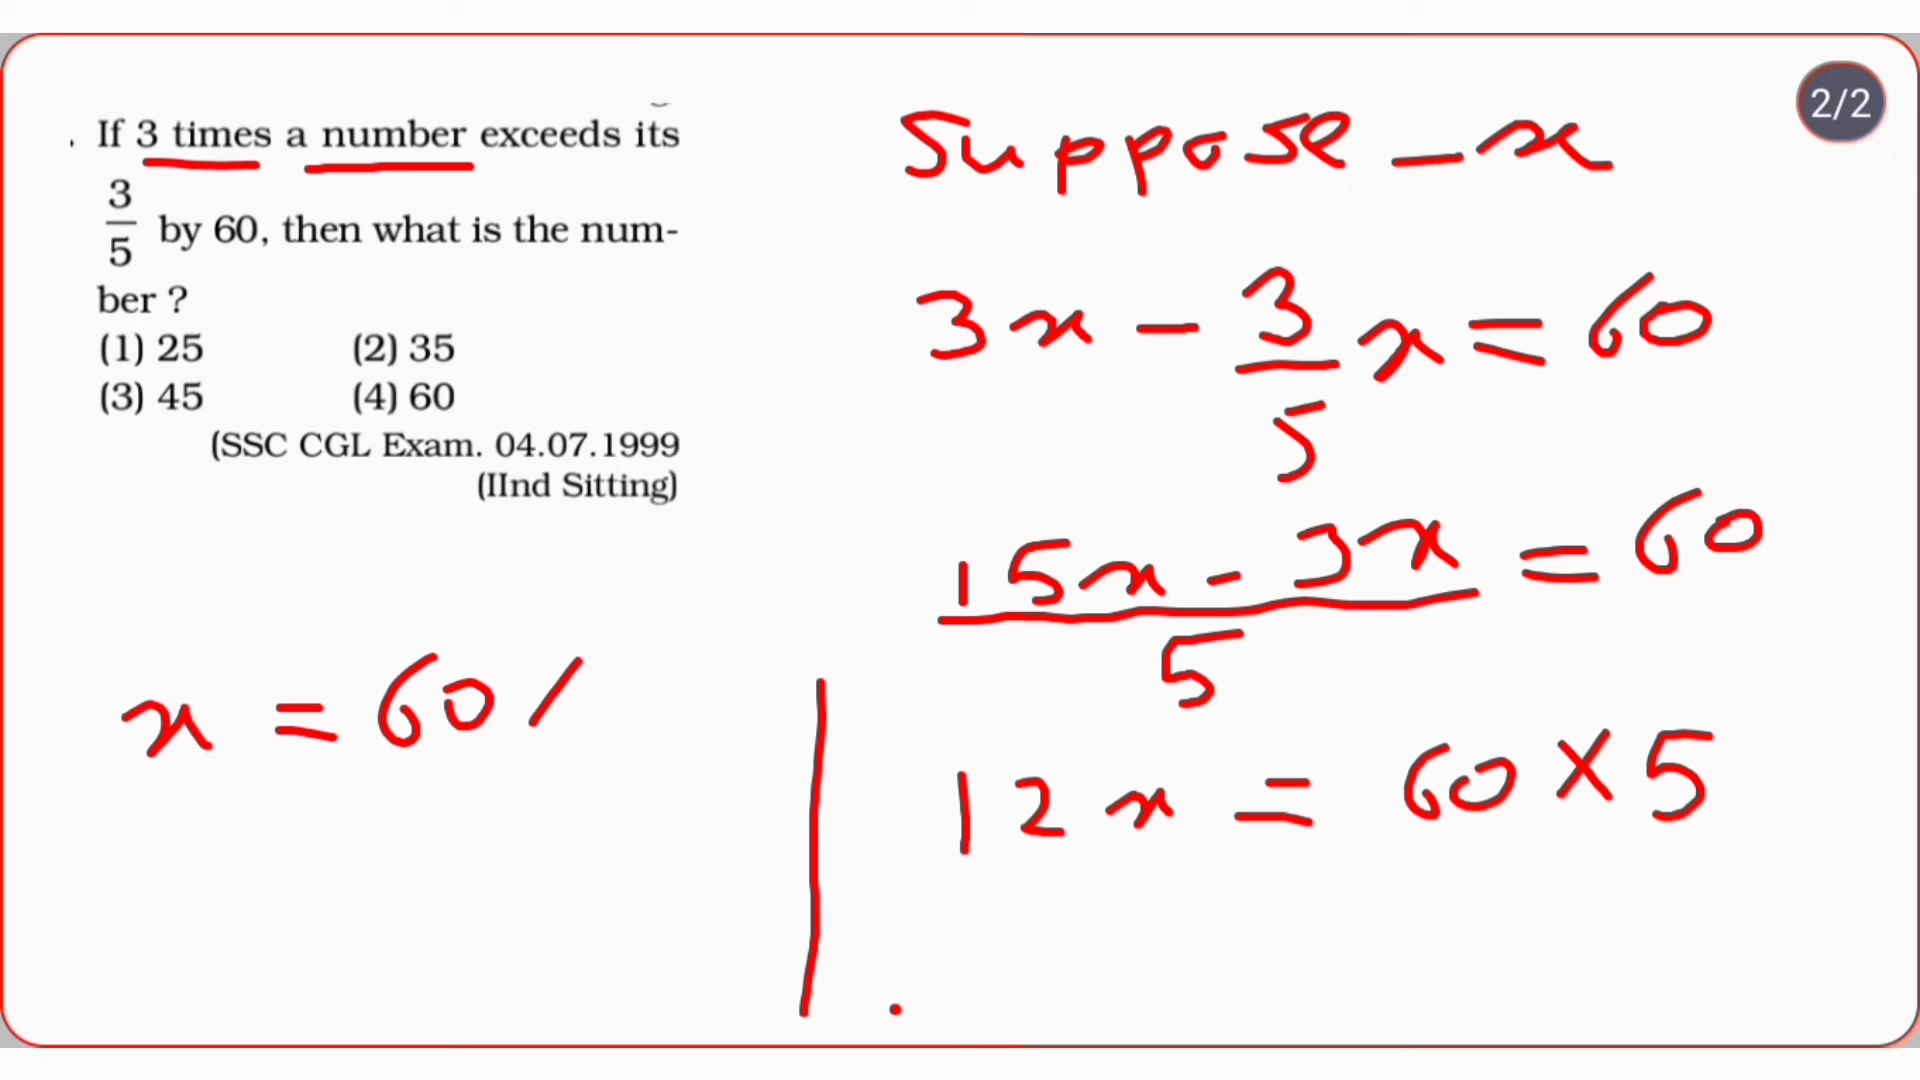 . If 3 times a number exceeds its
3/5 by 60, then what is the num-
ber ?
(1) 25 (2) 35
(3) 45 (4) 60
(SSC CGL Exam. 04.07.1999
(IInd Sitting)
x = 60 /
2/2
Suppose - x
3x - 3/5 x = 60
15x - 3x / 5 = 60
12x = 60 × 5